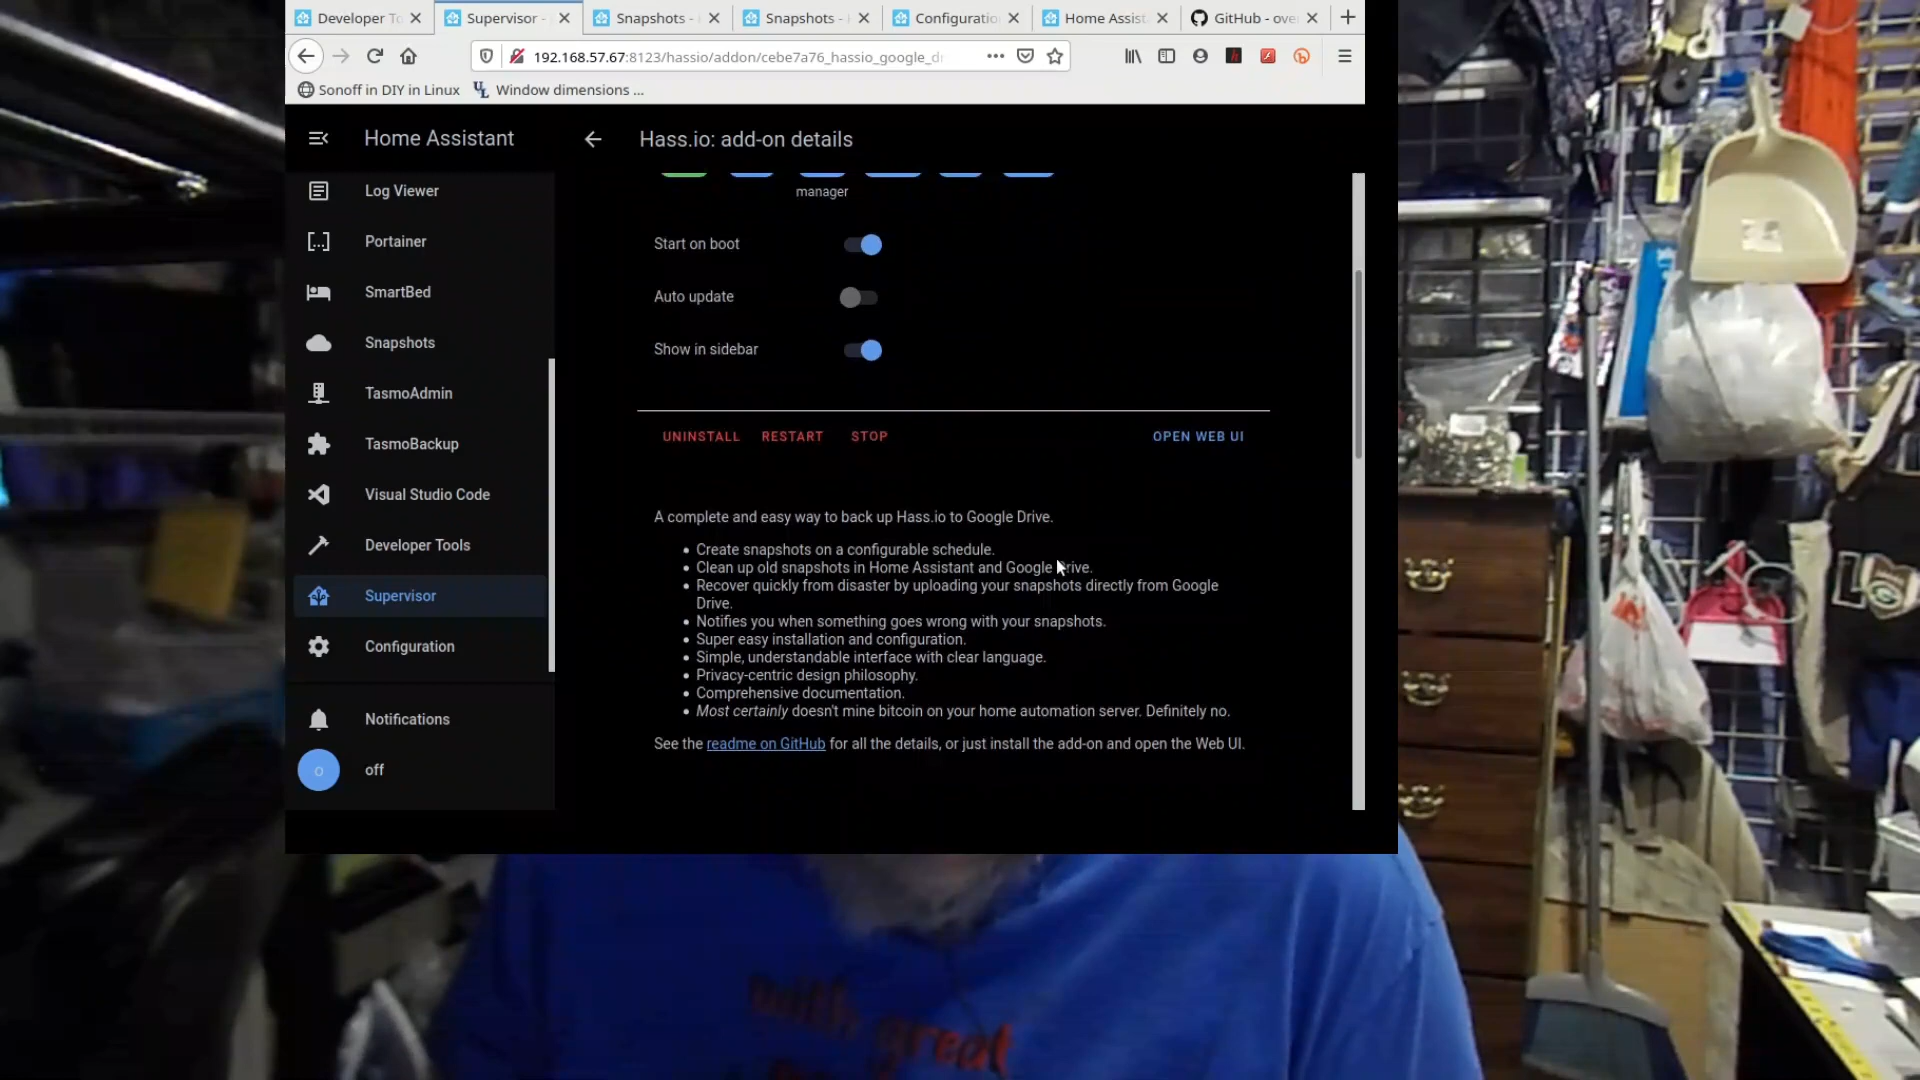 Developer To
Supervisor -
Snapshots -
Snapshots -
Configuratio
Home Assist
GitHub - ove
192.168.57.67:8123/hassio/addon/cebe7a76_hassio_google_dr
Sonoff in DIY in Linux
Window dimensions ...
Home Assistant
Hass.io: add-on details
Log Viewer
Portainer
SmartBed
Snapshots
TasmoAdmin
TasmoBackup
Visual Studio Code
Developer Tools
Supervisor
Configuration
Notifications
o off
manager
Start on boot
Auto update
Show in sidebar
UNINSTALL RESTART STOP OPEN WEB UI
A complete and easy way to back up Hass.io to Google Drive.
• Create snapshots on a configurable schedule.
• Clean up old snapshots in Home Assistant and Google Drive.
• Recover quickly from disaster by uploading your snapshots directly from Google
Drive.
• Notifies you when something goes wrong with your snapshots.
• Super easy installation and configuration.
• Simple, understandable interface with clear language.
• Privacy-centric design philosophy.
• Comprehensive documentation.
• Most certainly doesn't mine bitcoin on your home automation server. Definitely no.
See the readme on GitHub for all the details, or just install the add-on and open the Web UI.
with great